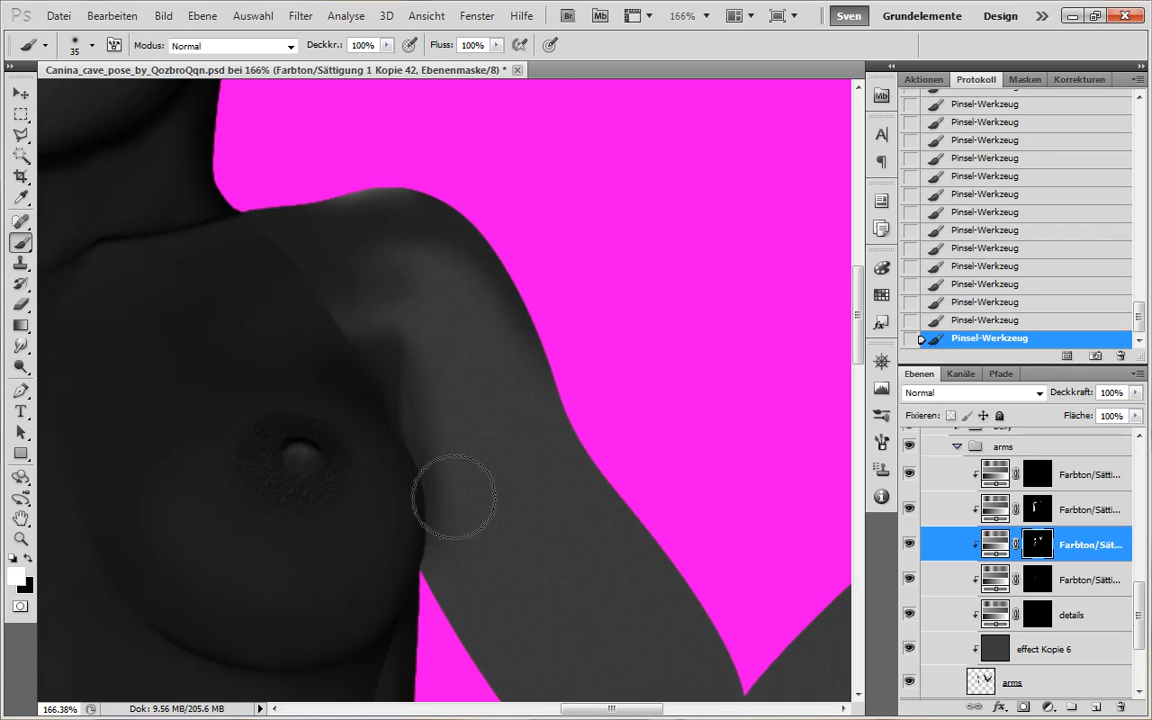 Ps Datei Bearbeiten Bild Ebene Auswahl Filter Analyse 3D Ansicht Fenster Hilfe Br Mb 166% Sven Grundelemente Design
35 Modus: Normal Deckkr.: 100% Fluss: 100%
Canina_cave_pose_by_QozbroQqn.psd bei 166% (Farbton/Sättigung 1 Kopie 42, Ebenenmaske/8) *
Aktionen Protokoll Masken Korrekturen
Mb
Pinsel-Werkzeug
Pinsel-Werkzeug
Pinsel-Werkzeug
Pinsel-Werkzeug
Pinsel-Werkzeug
Pinsel-Werkzeug
Pinsel-Werkzeug
Pinsel-Werkzeug
Pinsel-Werkzeug
Pinsel-Werkzeug
Pinsel-Werkzeug
Pinsel-Werkzeug
Pinsel-Werkzeug
Pinsel-Werkzeug
Ebenen Kanäle Pfade
Normal Deckkraft: 100%
Fixieren: Fläche: 100%
arms
Farbton/Sätti...
Farbton/Sätti...
Farbton/Sät...
Farbton/Sätti...
details
effect Kopie 6
arms
166.38% Dok: 9.56 MB/205.6 MB